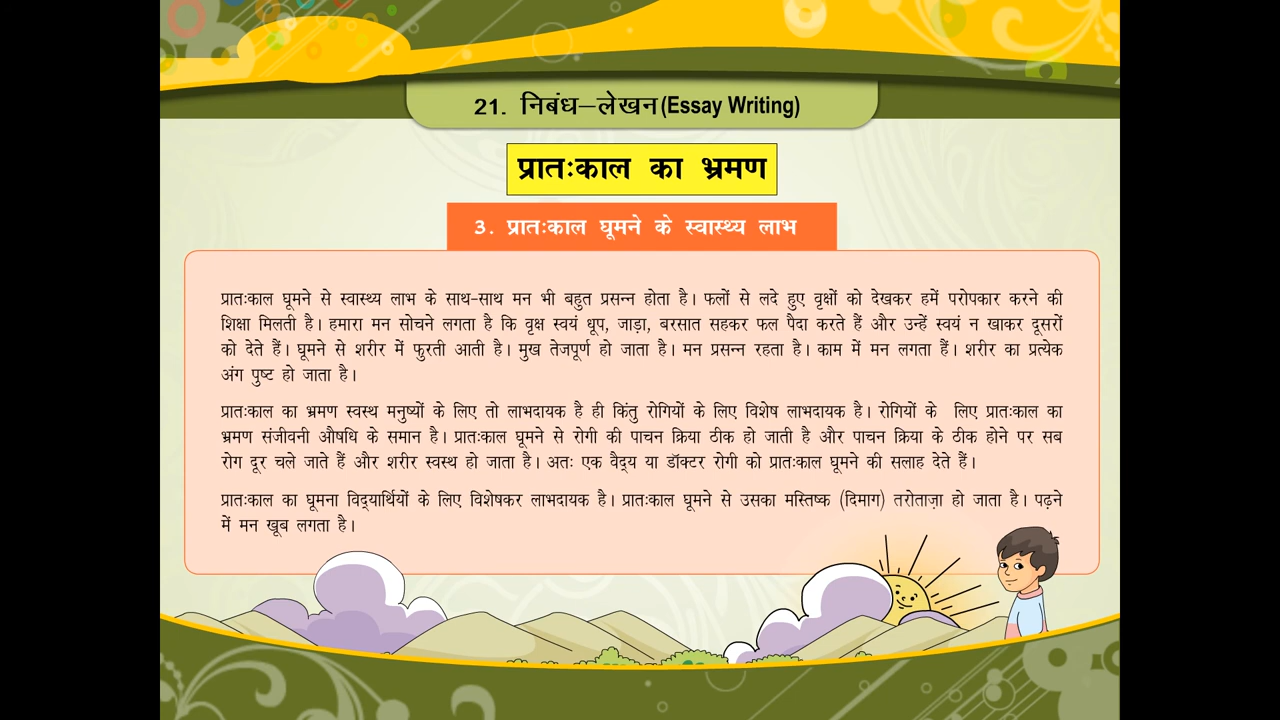 21. निबंध–लेखन(Essay Writing)
प्रातःकाल का भ्रमण
3. प्रातःकाल घूमने के स्वास्थ्य लाभ
प्रातःकाल घूमने से स्वास्थ्य लाभ के साथ-साथ मन भी बहुत प्रसन्न होता है। फलों से लदे हुए वृक्षों को देखकर हमें परोपकार करने की
शिक्षा मिलती है। हमारा मन सोचने लगता है कि वृक्ष स्वयं धूप, जाड़ा, बरसात सहकर फल पैदा करते हैं और उन्हें स्वयं न खाकर दूसरों
को देते हैं। घूमने से शरीर में फुरती आती है। मुख तेजपूर्ण हो जाता है। मन प्रसन्न रहता है। काम में मन लगता हैं। शरीर का प्रत्येक
अंग पुष्ट हो जाता है।
प्रातःकाल का भ्रमण स्वस्थ मनुष्यों के लिए तो लाभदायक है ही किंतु रोगियों के लिए विशेष लाभदायक है। रोगियों के लिए प्रातःकाल का
भ्रमण संजीवनी औषधि के समान है। प्रातःकाल घूमने से रोगी की पाचन क्रिया ठीक हो जाती है और पाचन क्रिया के ठीक होने पर सब
रोग दूर चले जाते हैं और शरीर स्वस्थ हो जाता है। अतः एक वैद्‌य या डॉक्टर रोगी को प्रातःकाल घूमने की सलाह देते हैं।
प्रातःकाल का घूमना विद्‌यार्थियों के लिए विशेषकर लाभदायक है। प्रातःकाल घूमने से उसका मस्तिष्क (दिमाग) तरोताज़ा हो जाता है। पढ़ने
में मन खूब लगता है।